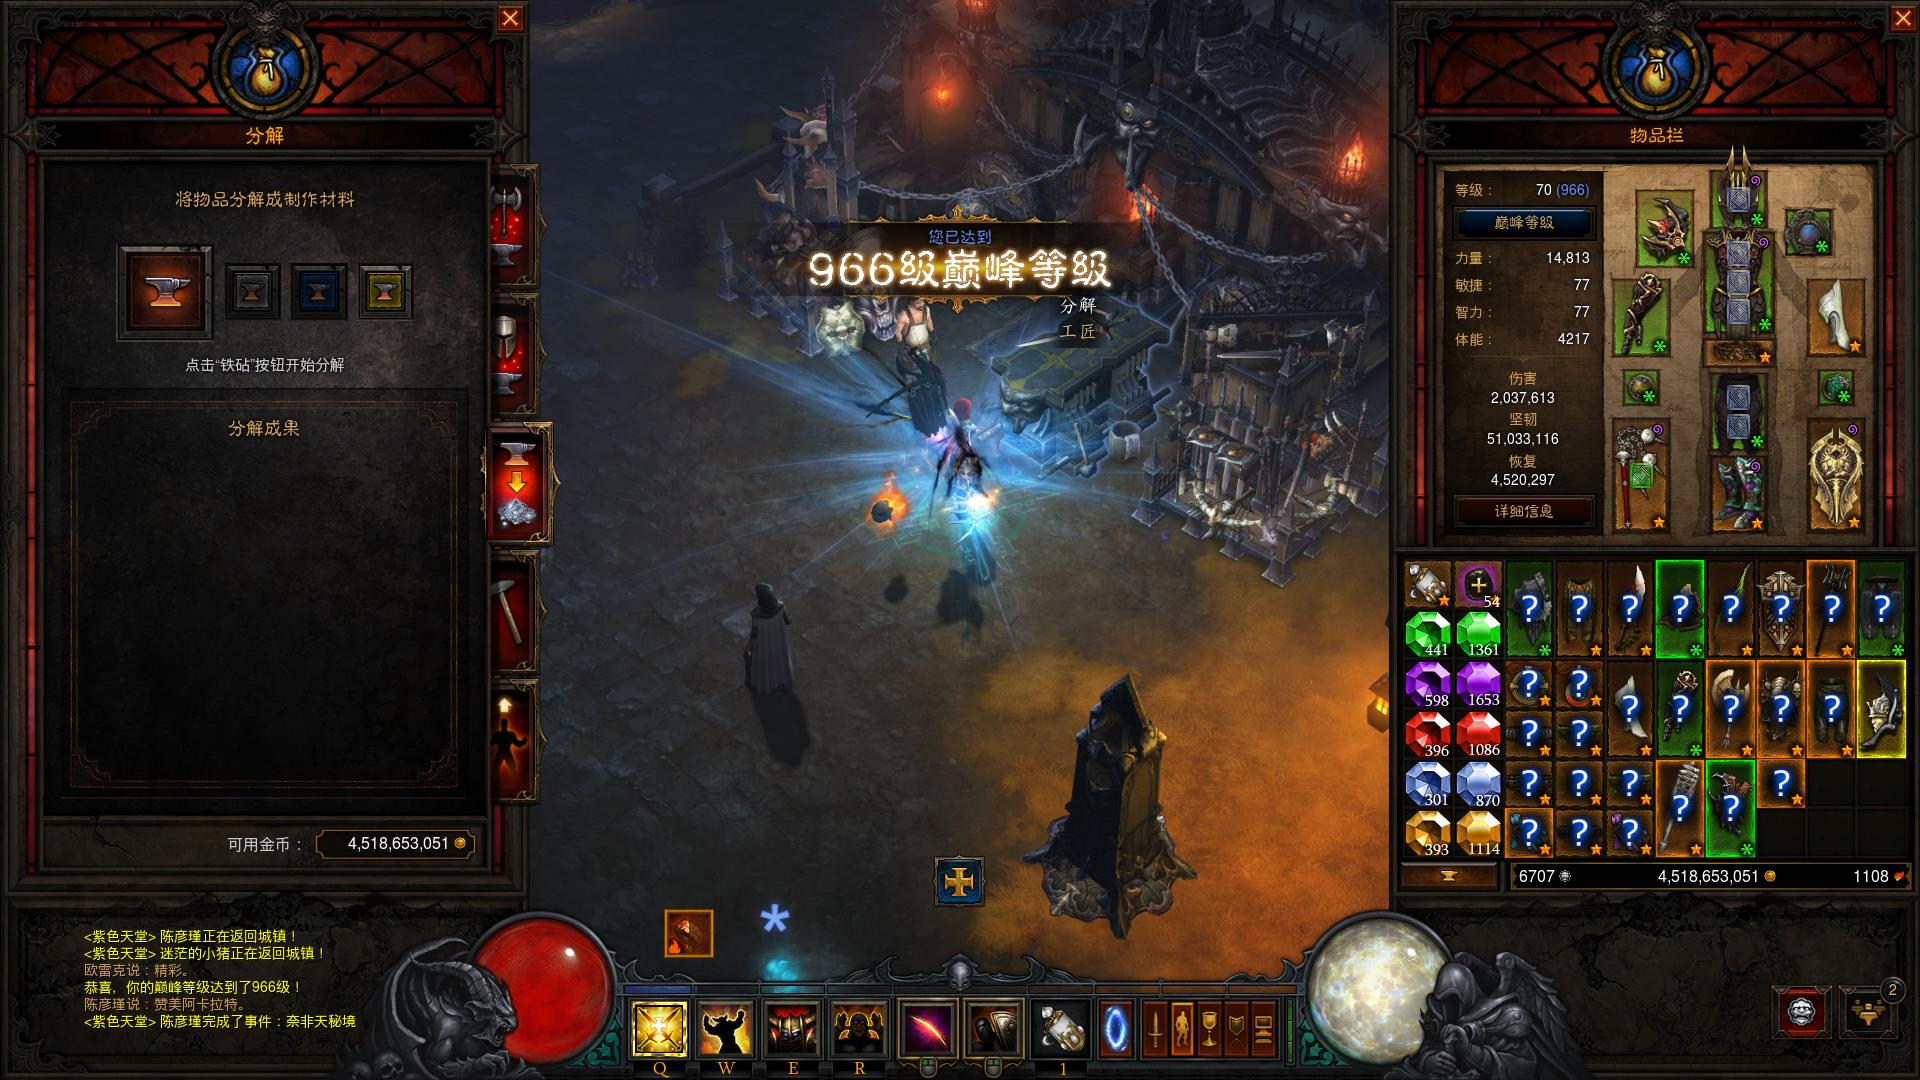 分解
将物品分解成制作材料
点击“铁砧”按钮开始分解
分解成果
可用金币：
4,518,653,051
<紫色天堂> 陈彦瑾正在返回城镇！
<紫色天堂> 迷茫的小猪正在返回城镇！
欧雷克说：精彩。
恭喜，你的巅峰等级达到了966级！
陈彦瑾说：赞美阿卡拉特。
<紫色天堂> 陈彦瑾完成了事件：奈非天秘境
您已达到
966级巅峰等级
分解
工匠
Q
W
E
R
1
物品栏
等级：
70 (966)
巅峰等级
力量：
14,813
敏捷：
77
智力：
77
体能：
4217
伤害
2,037,613
坚韧
51,033,116
恢复
4,520,297
详细信息
54
? ? ? ? ? ? ? ?
441
1361
598
1653
? ? ? ? ? ? ?
396
1086
? ?
301
870
? ? ? ? ? ?
393
1114
? ? ?
6707
4,518,653,051
1108
2